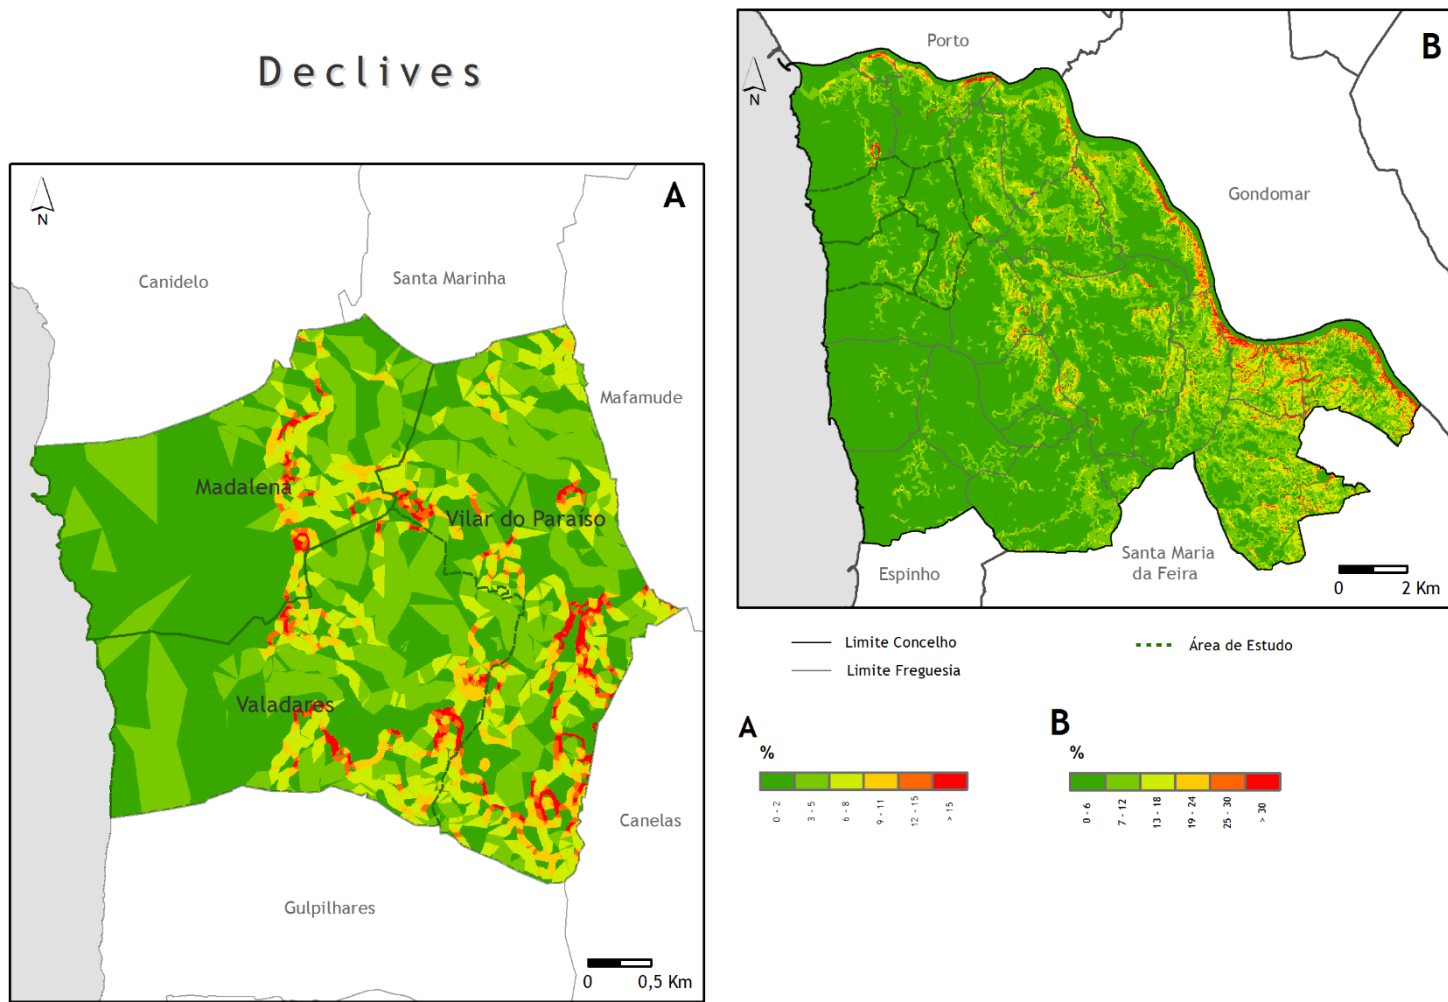 Declives
A
N
Canidelo
Santa Marinha
Mafamude
Madalena
Vilar do Paraíso
Valadares
Canelas
Gulpilhares
0 0,5 Km
B
N
Porto
Gondomar
Espinho
Santa Maria
da Feira
0 2 Km
Limite Concelho
Área de Estudo
Limite Freguesia
A
%
0 - 2
3 - 5
6 - 8
9 - 11
12 - 15
> 15
B
%
0 - 6
7 - 12
13 - 18
19 - 24
25 - 30
> 30